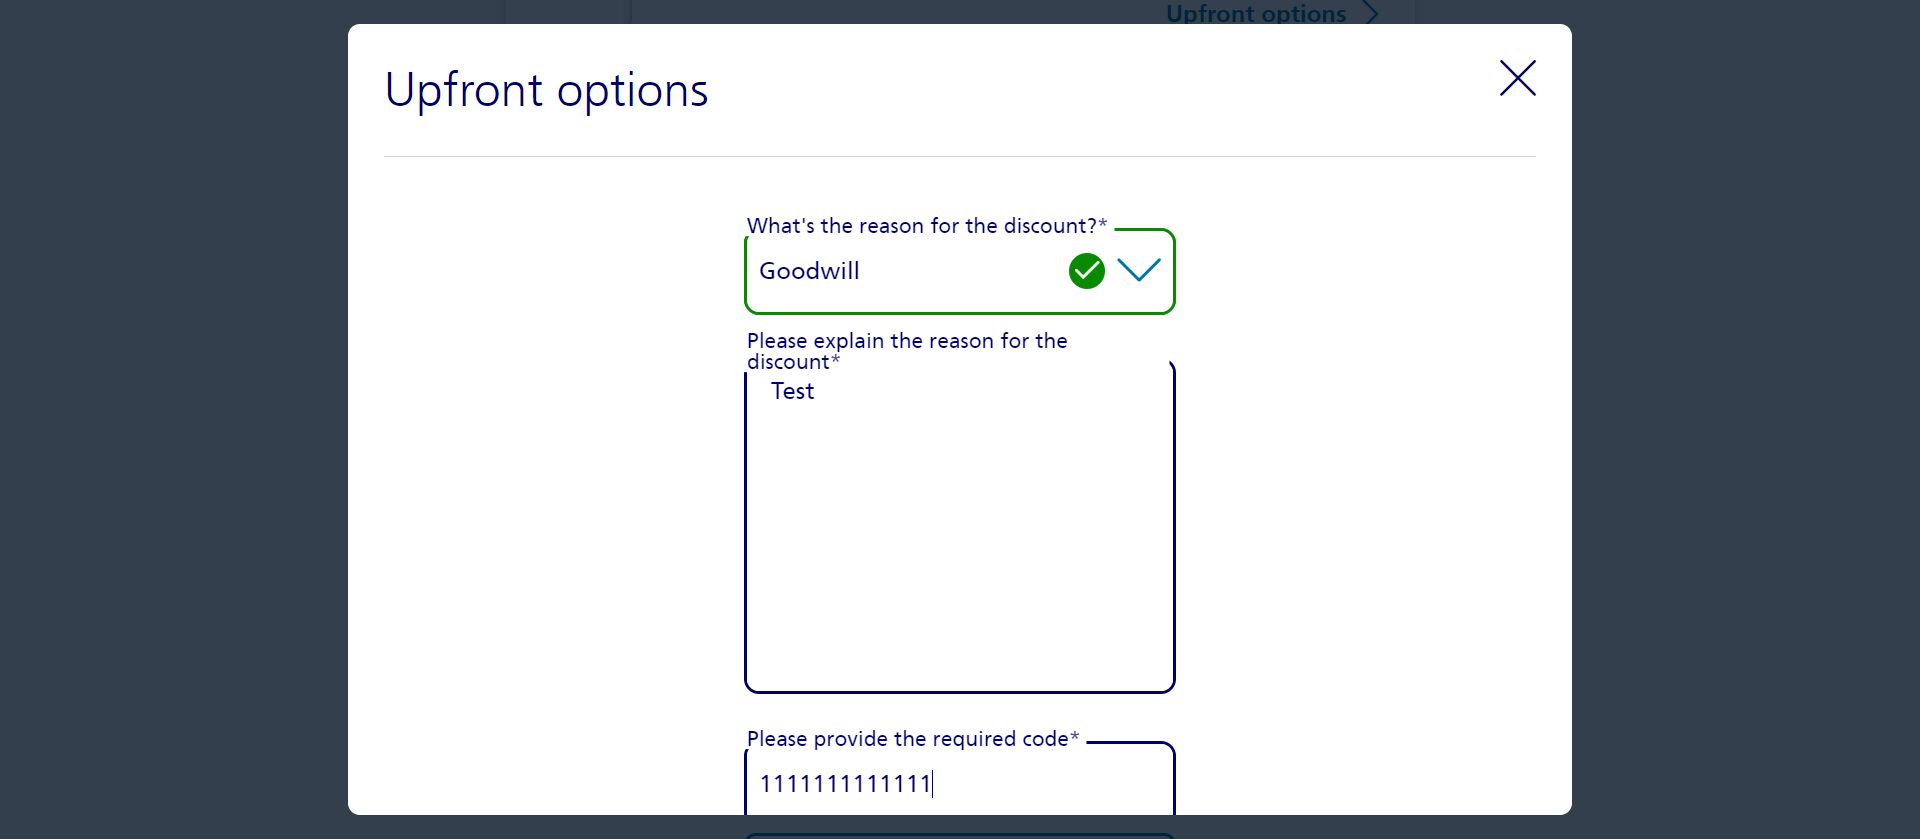 Upfront options
Upfront options
What's the reason for the discount?*
Goodwill
Please explain the reason for the
discount*
Test
Please provide the required code*
1111111111111